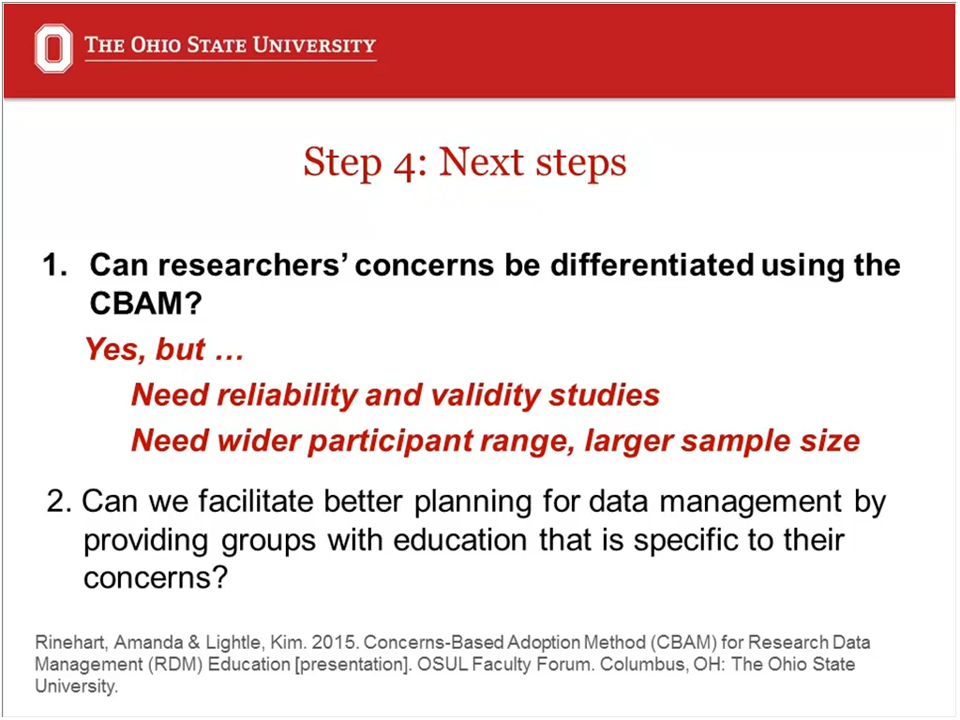 THE OHIO STATE UNIVERSITY
Step 4: Next steps
1. Can researchers’ concerns be differentiated using the
CBAM?
Yes, but …
Need reliability and validity studies
Need wider participant range, larger sample size
2. Can we facilitate better planning for data management by
providing groups with education that is specific to their
concerns?
Rinehart, Amanda & Lightle, Kim. 2015. Concerns-Based Adoption Method (CBAM) for Research Data
Management (RDM) Education [presentation]. OSUL Faculty Forum. Columbus, OH: The Ohio State
University.